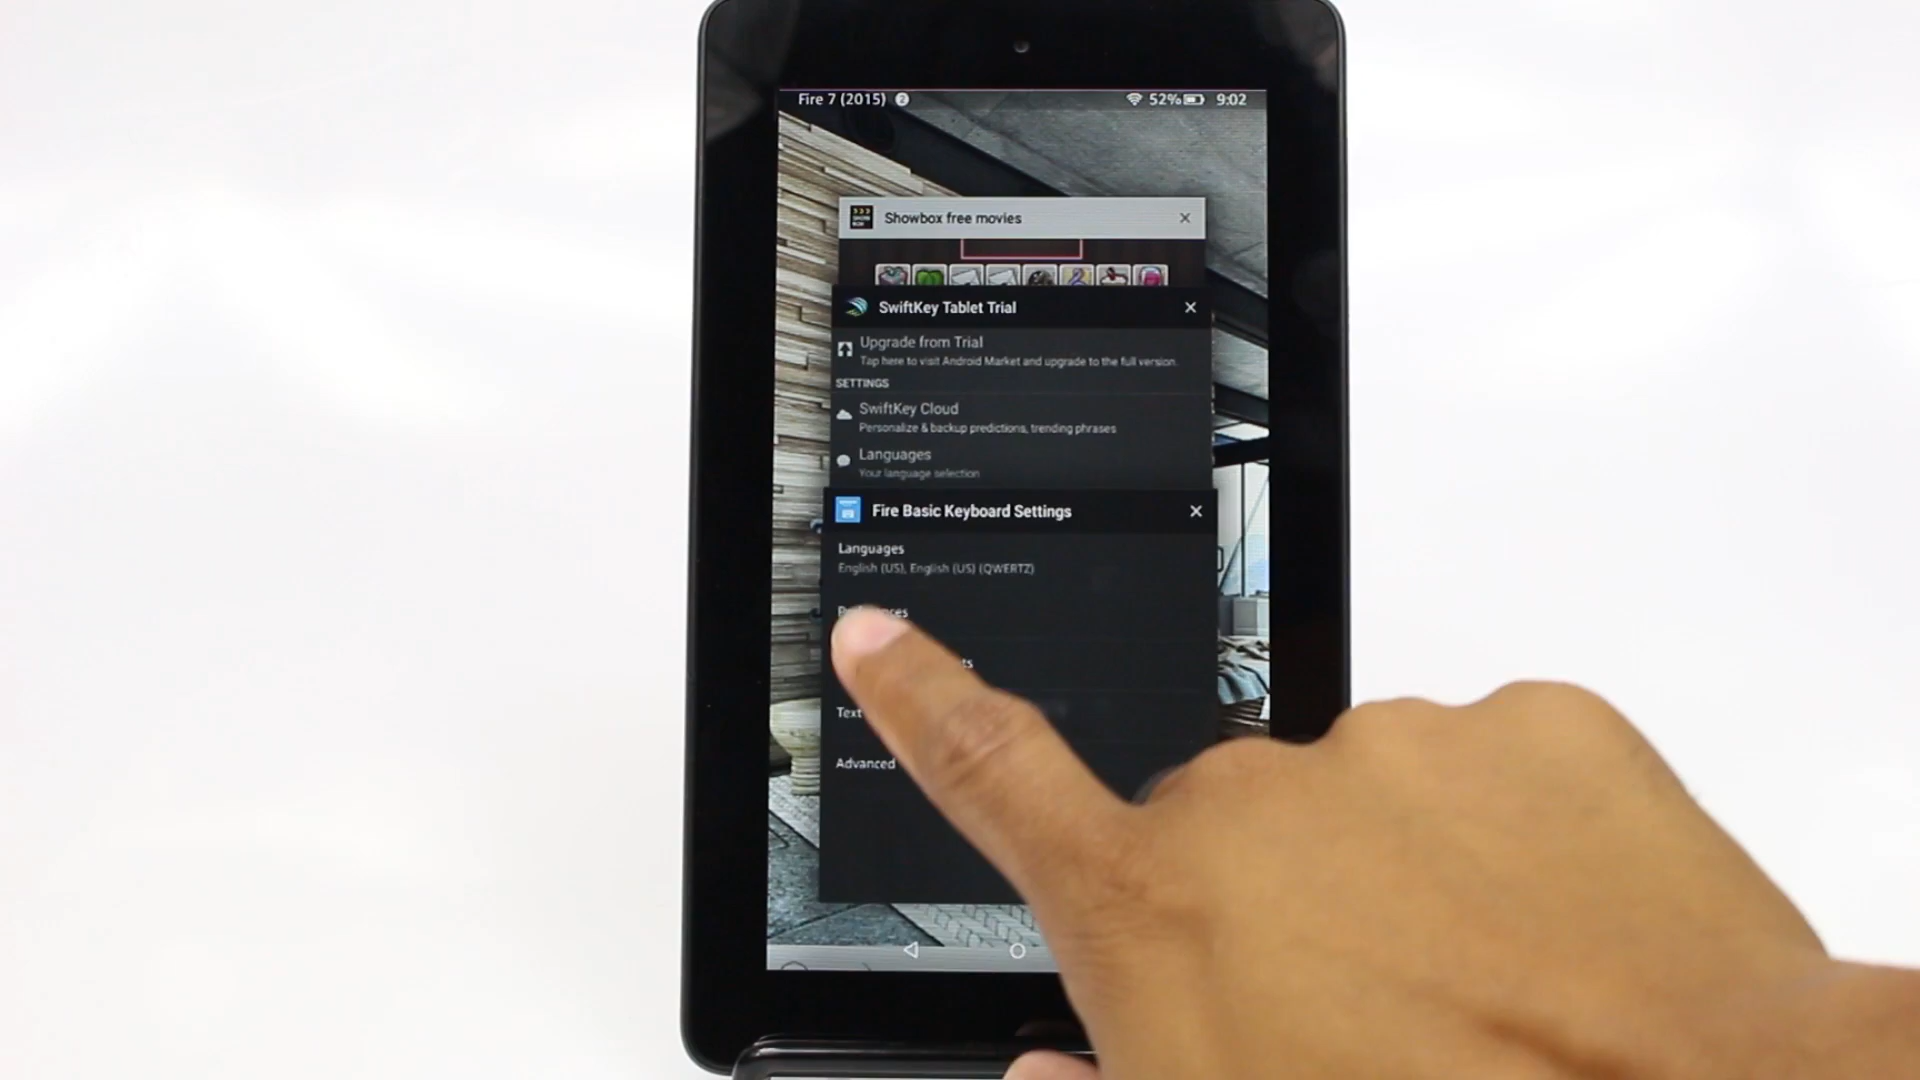 Fire 7 (2015) 2 52% 9:02
Showbox free movies
SwiftKey Tablet Trial
Upgrade from Trial
Tap here to visit Android Market and upgrade to the full version.
SETTINGS
SwiftKey Cloud
Personalize & backup predictions, trending phrases
Languages
Your language selection
Fire Basic Keyboard Settings
Languages
English (US), English (US) (QWERTZ)
Text
Advanced